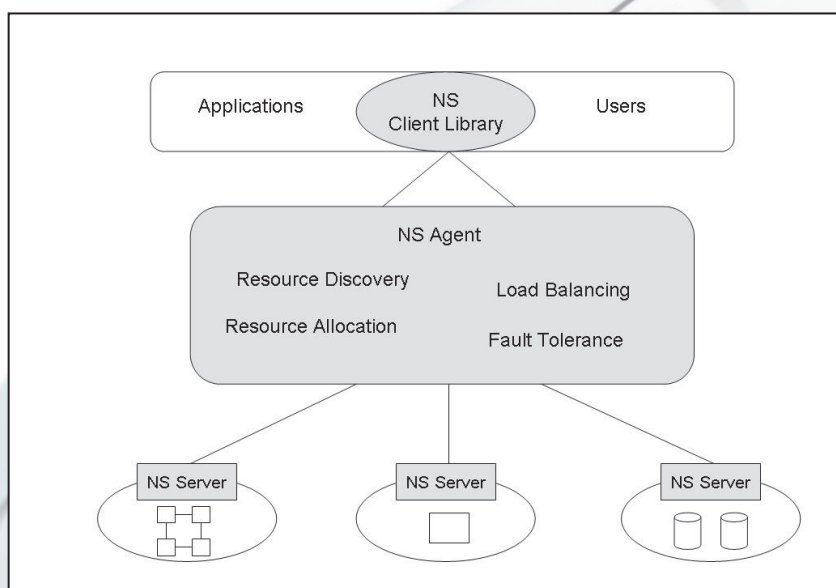 Applications
NS
Client Library
Users
NS Agent
Resource Discovery
Load Balancing
Resource Allocation
Fault Tolerance
NS Server
NS Server
NS Server